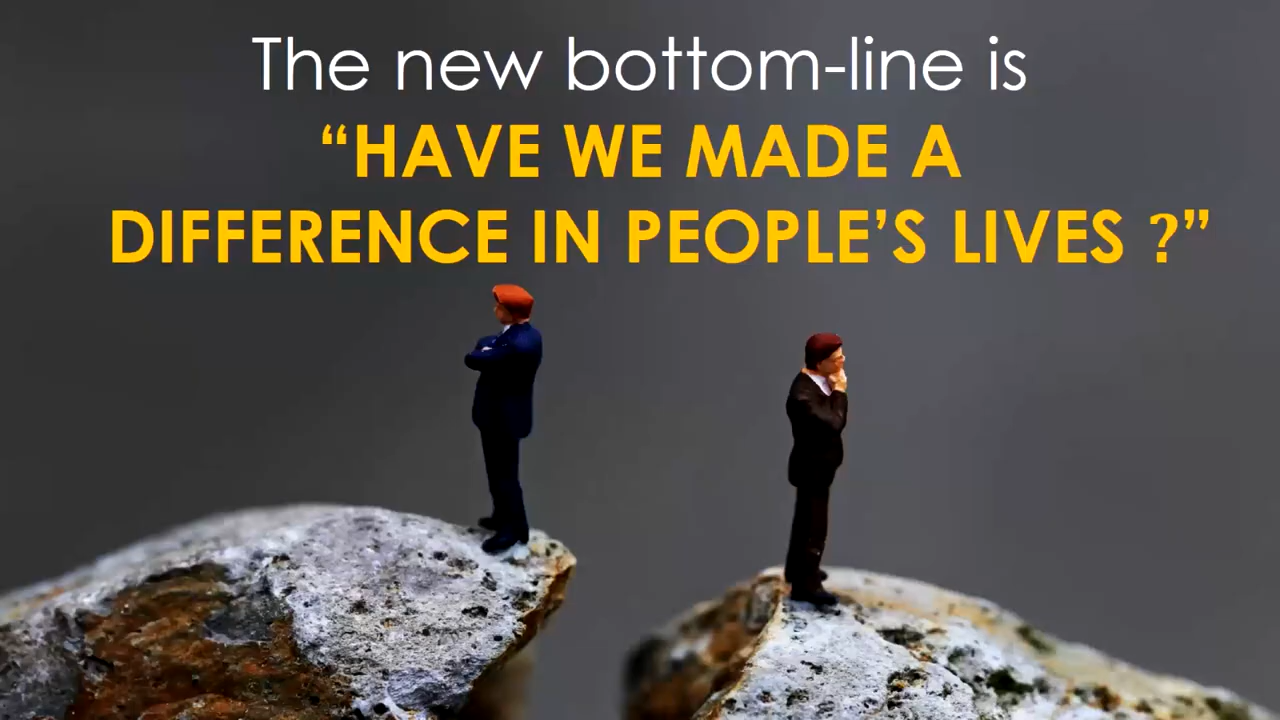 The new bottom-line is
“HAVE WE MADE A
DIFFERENCE IN PEOPLE’S LIVES ?”